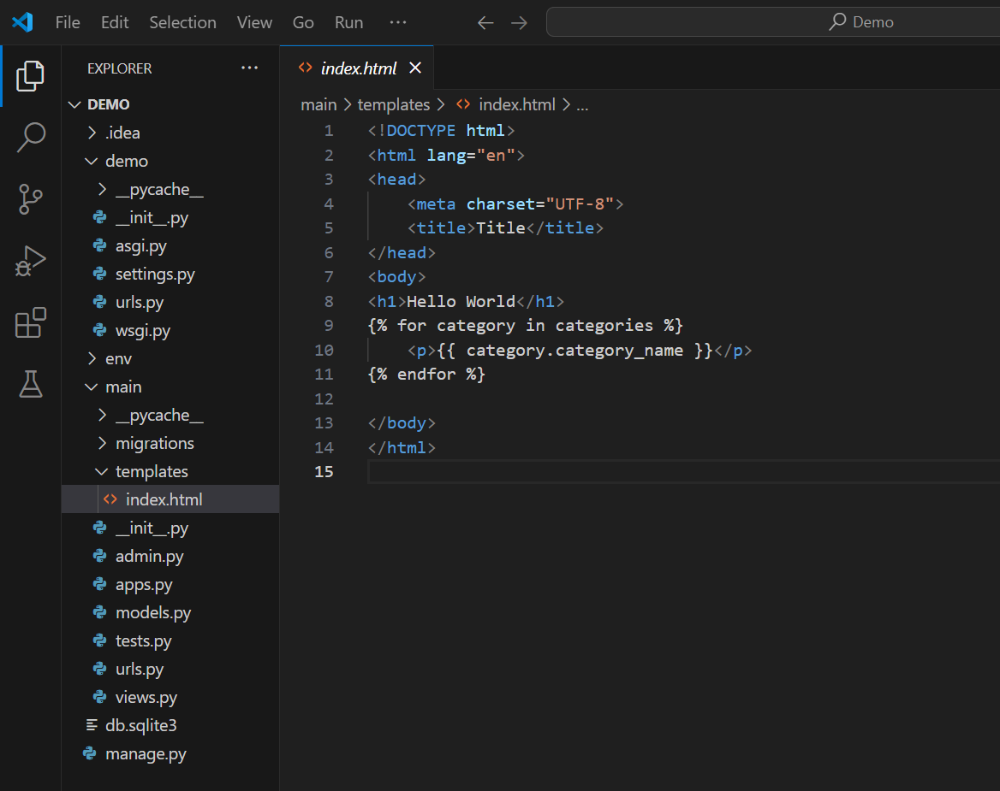 File Edit Selection View Go Run ···
Demo
EXPLORER ···
DEMO
.idea
demo
__pycache__
__init__.py
asgi.py
settings.py
urls.py
wsgi.py
env
main
__pycache__
migrations
templates
<> index.html
__init__.py
admin.py
apps.py
models.py
tests.py
urls.py
views.py
db.sqlite3
manage.py
<> index.html ×
main > templates > <> index.html > ...
1 <!DOCTYPE html>
2 <html lang="en">
3 <head>
4     <meta charset="UTF-8">
5     <title>Title</title>
6 </head>
7 <body>
8 <h1>Hello World</h1>
9 {% for category in categories %}
10     <p>{{ category.category_name }}</p>
11 {% endfor %}
12
13 </body>
14 </html>
15